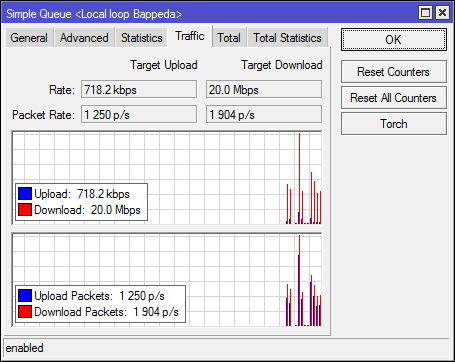 Simple Queue <Local loop Bappeda>
General Advanced Statistics Traffic Total Total Statistics
Target Upload Target Download
Rate: 718.2 kbps 20.0 Mbps
Packet Rate: 1 250 p/s 1 904 p/s
Upload: 718.2 kbps
Download: 20.0 Mbps
Upload Packets: 1 250 p/s
Download Packets: 1 904 p/s
OK
Reset Counters
Reset All Counters
Torch
enabled